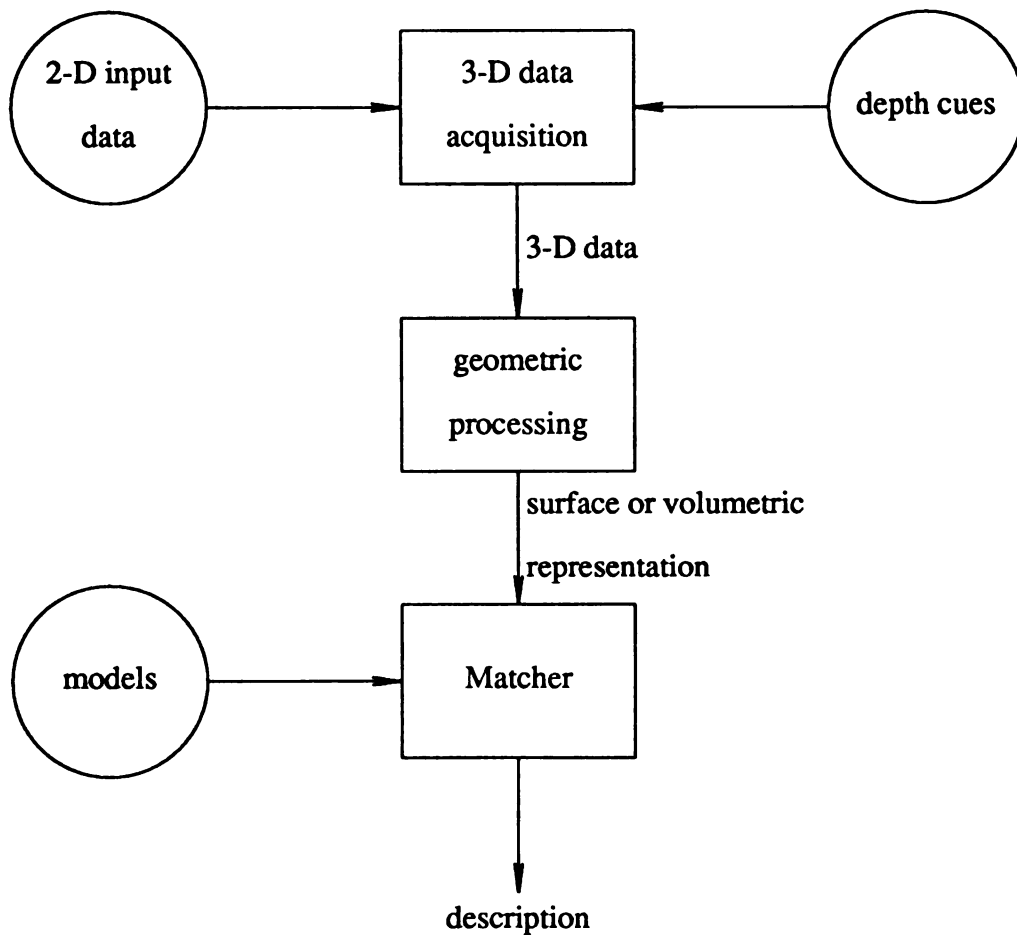 2-D input
data
3-D data
acquisition
depth cues
3-D data
geometric
processing
surface or volumetric
representation
models
Matcher
description